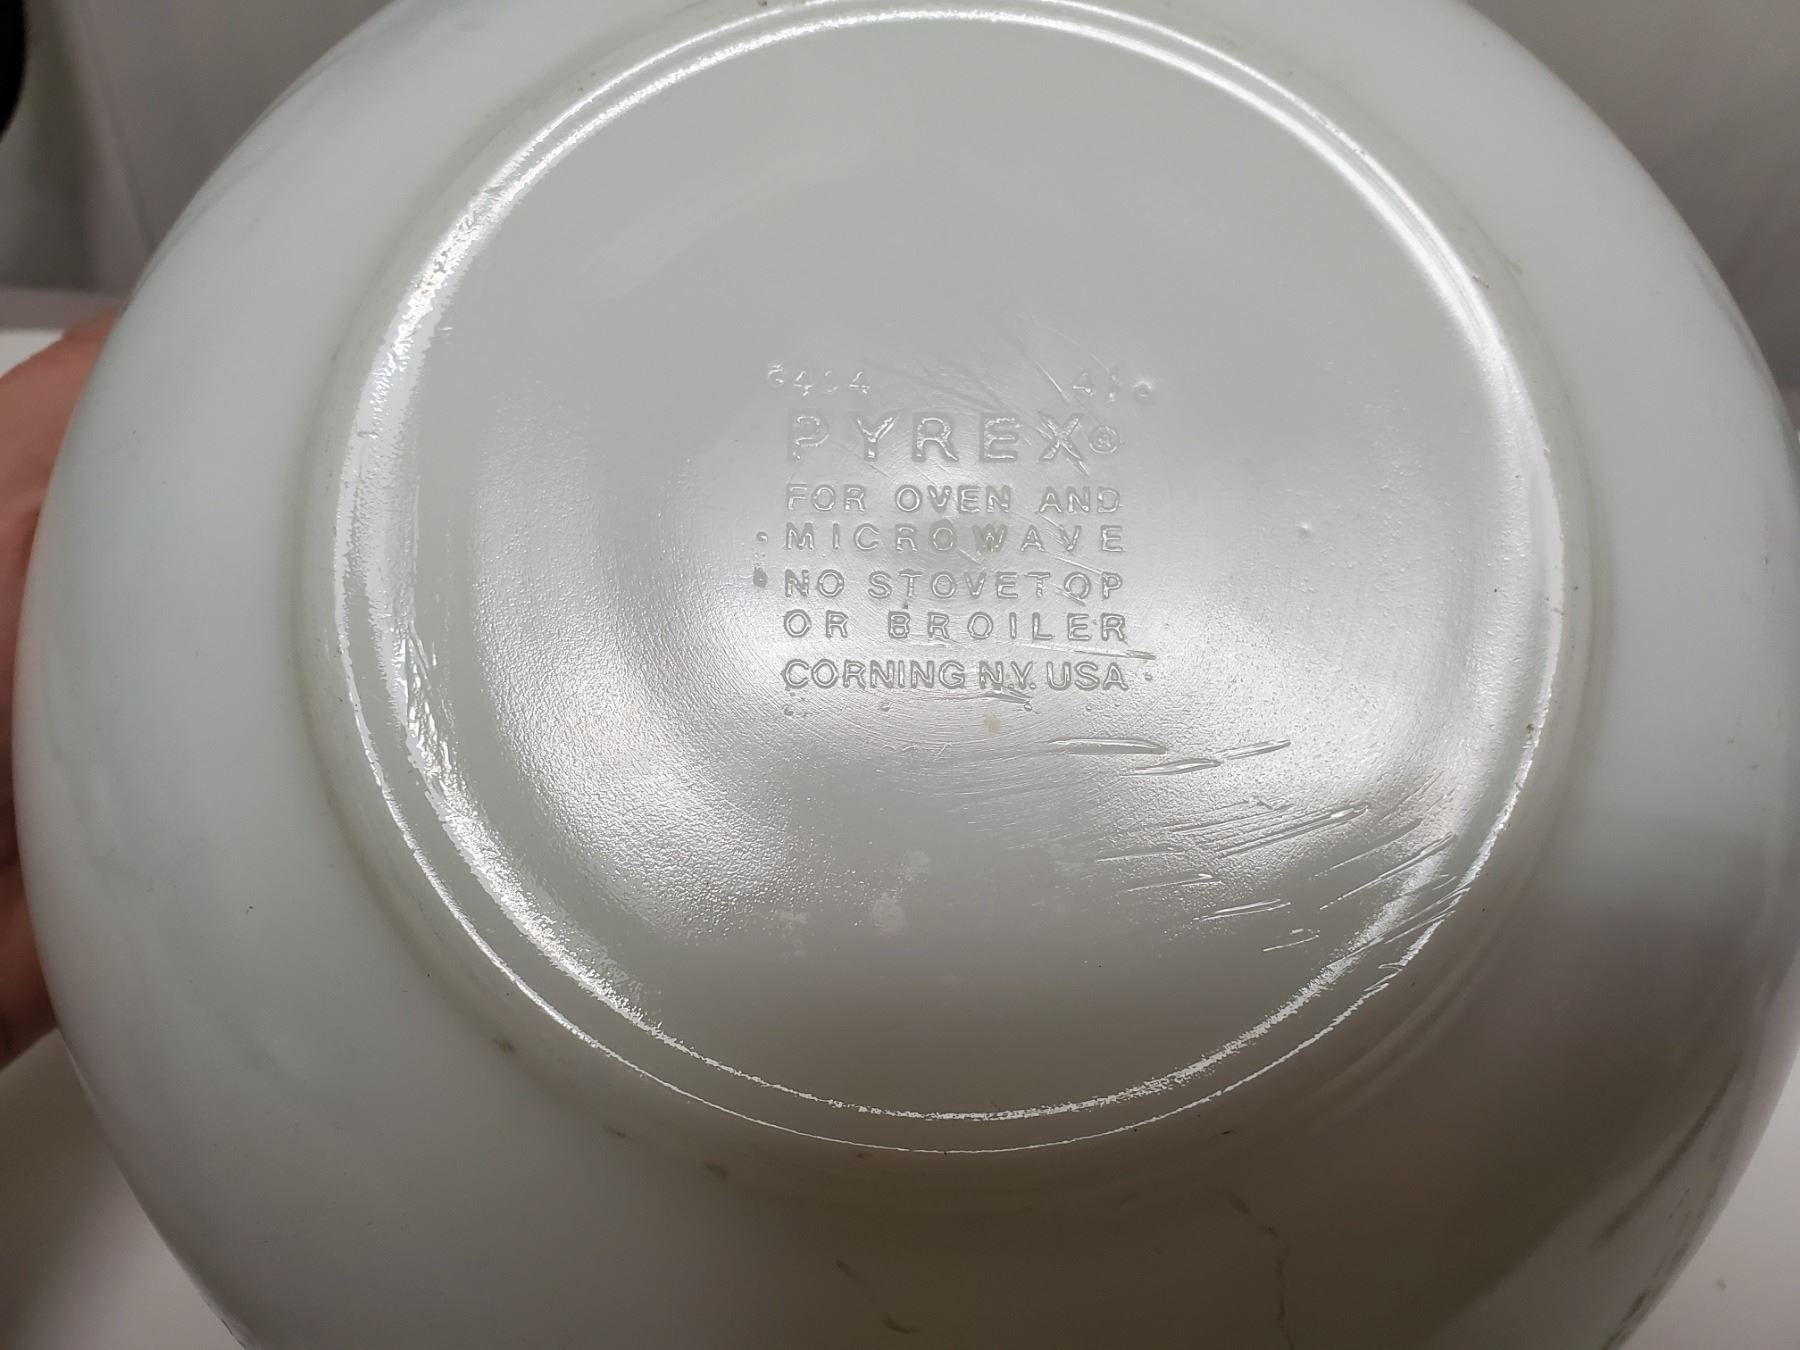 PYREX®
FOR OVEN AND
MICROWAVE
NO STOVETOP
OR BROILER
CORNING N.Y. USA